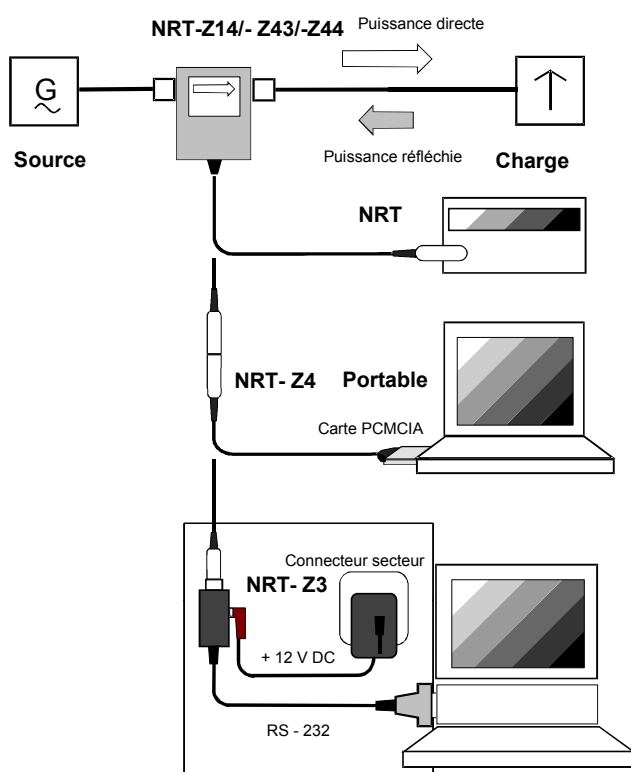 NRT-Z14/- Z43/-Z44
Puissance directe
G
Source
Puissance réfléchie
Charge
NRT
NRT- Z4
Portable
Carte PCMCIA
Connecteur secteur
NRT- Z3
+ 12 V DC
RS - 232